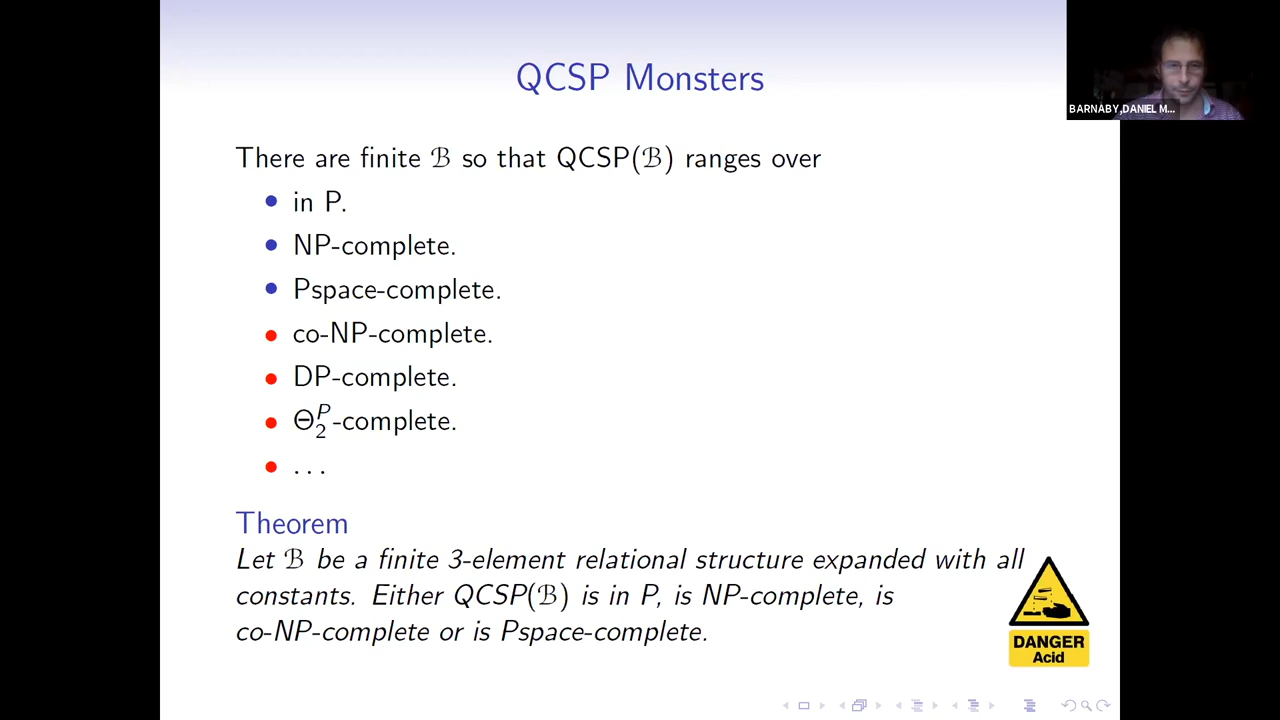 QCSP Monsters
BARNABY,DANIEL M...
There are finite ℬ so that QCSP(ℬ) ranges over
• in P.
• NP-complete.
• Pspace-complete.
• co-NP-complete.
• DP-complete.
• Θ₂ᴾ-complete.
• . . .
Theorem
Let ℬ be a finite 3-element relational structure expanded with all
constants. Either QCSP(ℬ) is in P, is NP-complete, is
co-NP-complete or is Pspace-complete.
DANGER
Acid